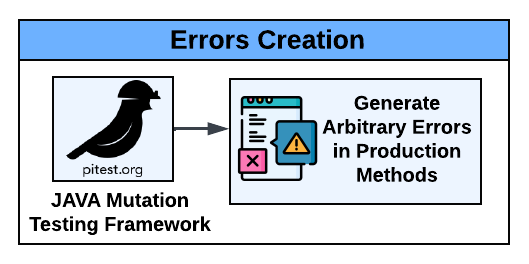 Errors Creation
pitest.org
JAVA Mutation
Testing Framework
Generate
Arbitrary Errors
in Production
Methods